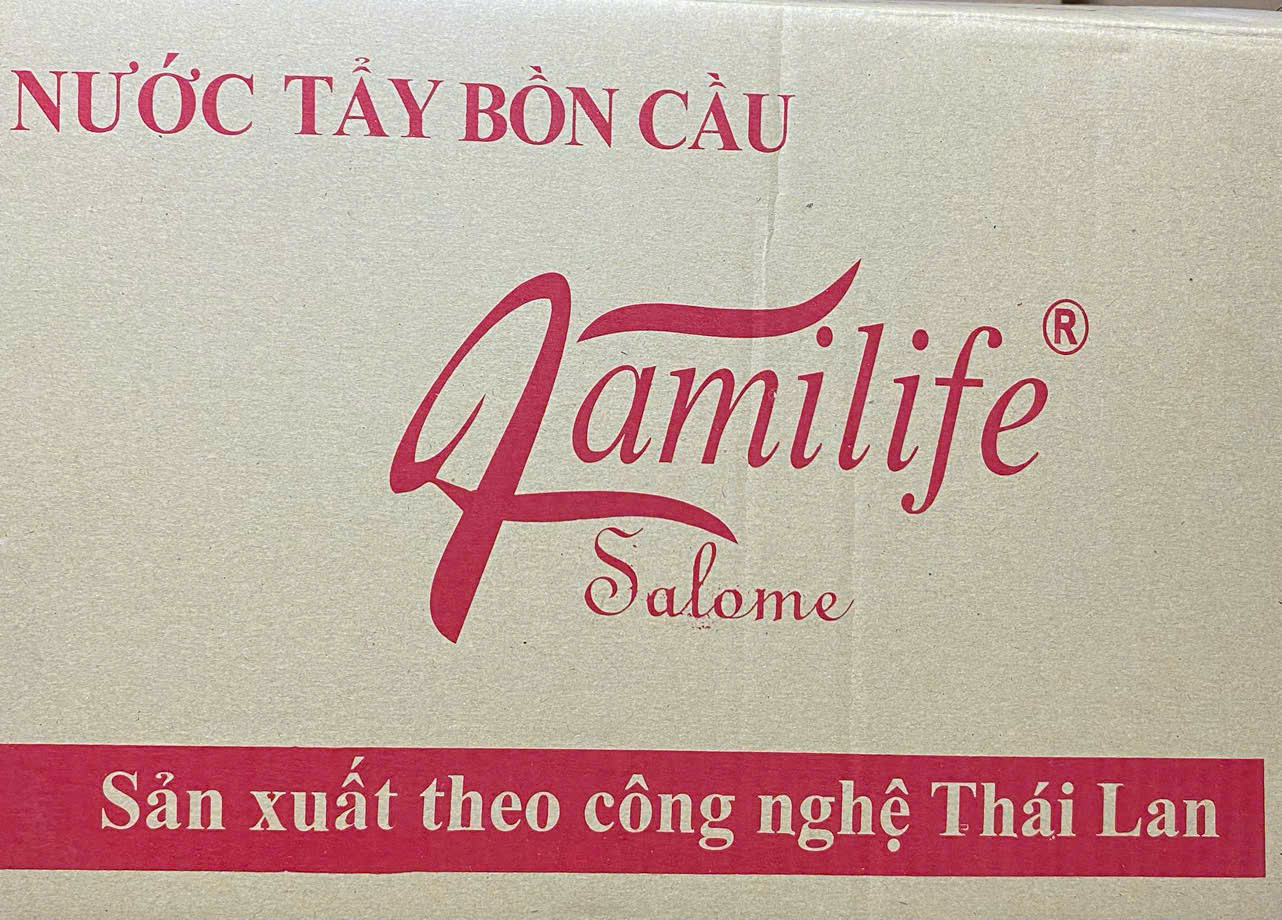 NƯỚC TẨY BỒN CẦU
Familife ®
Salome
Sản xuất theo công nghệ Thái Lan